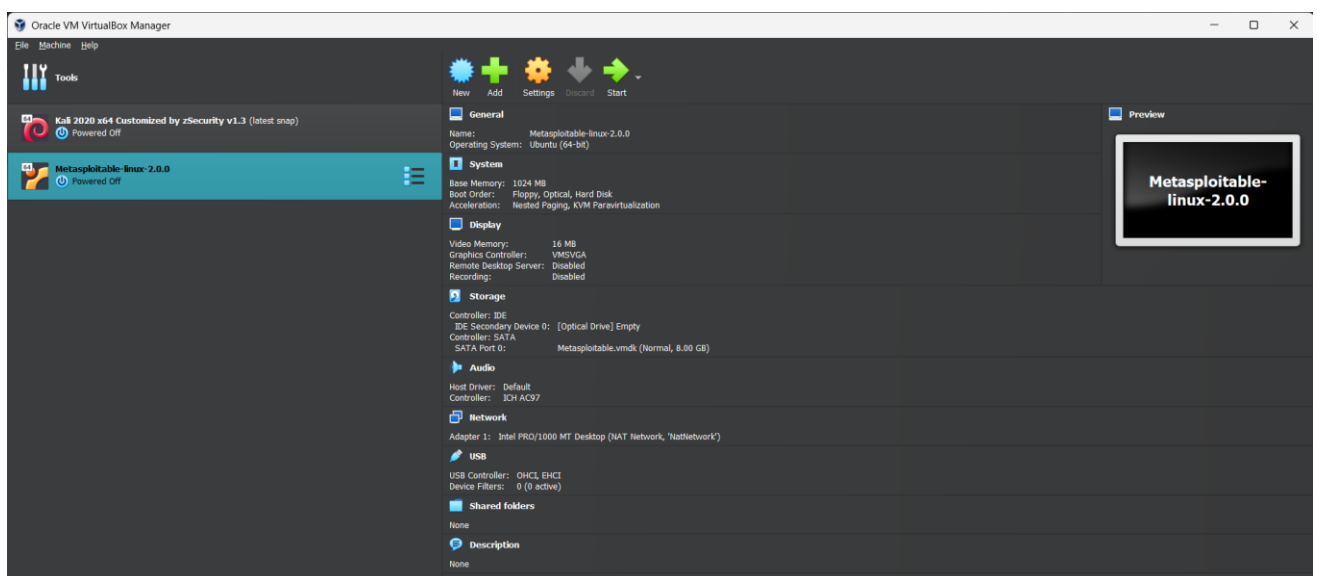 Oracle VM VirtualBox Manager
File Machine Help
Tools
New Add Settings Discard Start
64
Kali 2020 x64 Customized by zSecurity v1.3 (latest snap)
Powered Off
64
Metasploitable-linux-2.0.0
Powered Off
General
Name: Metasploitable-linux-2.0.0
Operating System: Ubuntu (64-bit)
System
Base Memory: 1024 MB
Boot Order: Floppy, Optical, Hard Disk
Acceleration: Nested Paging, KVM Paravirtualization
Display
Video Memory: 16 MB
Graphics Controller: VMSVGA
Remote Desktop Server: Disabled
Recording: Disabled
Storage
Controller: IDE
IDE Secondary Device 0: [Optical Drive] Empty
Controller: SATA
SATA Port 0: Metasploitable.vmdk (Normal, 8.00 GB)
Audio
Host Driver: Default
Controller: ICH AC97
Network
Adapter 1: Intel PRO/1000 MT Desktop (NAT Network, 'NatNetwork')
USB
USB Controller: OHCI, EHCI
Device Filters: 0 (0 active)
Shared folders
None
Description
None
Preview
Metasploitable-
linux-2.0.0